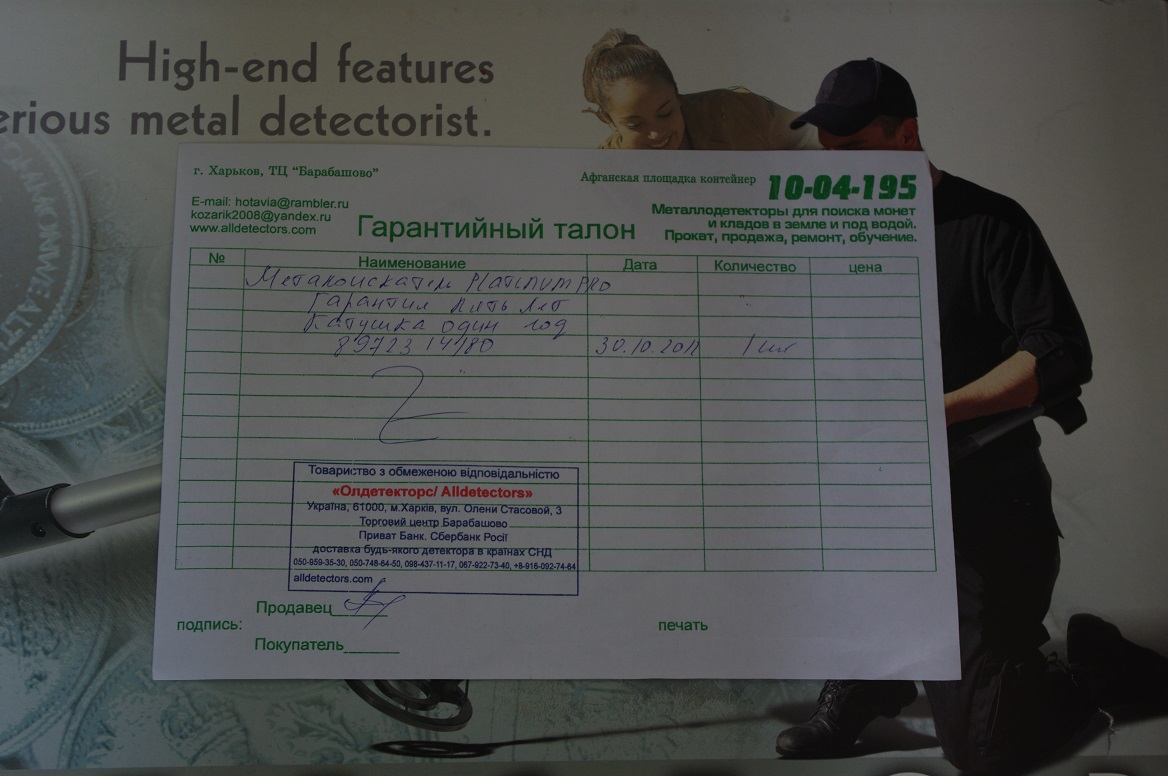 High-end features
erious metal detectorist.
г. Харьков, ТЦ "Барабашово"
Афганская площадка контейнер 10-04-195
E-mail: hotavia@rambler.ru
kozarik2008@yandex.ru
www.alldetectors.com
Гарантийный талон
Металлодетекторы для поиска монет
и кладов в земле и под водой.
Прокат, продажа, ремонт, обучение.
№ Наименование Дата Количество цена
Металоискатель PLATINUM PRO
Гарантия пять лет
Катушка один год
30.10.2011 1 шт
Товариство з обмеженою відповідальністю
«Олдетекторс/ Alldetectors»
Україна, 61000, м.Харків, вул. Олени Стасовой, 3
Торговий центр Барабашово
Приват Банк. Сбербанк Росії
доставка будь-якого детектора в країнах СНД
050-959-35-30, 050-748-64-50, 098-437-11-17, 067-922-73-40, +8-916-092-74-64
alldetectors.com
Продавец
подпись:
печать
Покупатель
COMMONWEALT